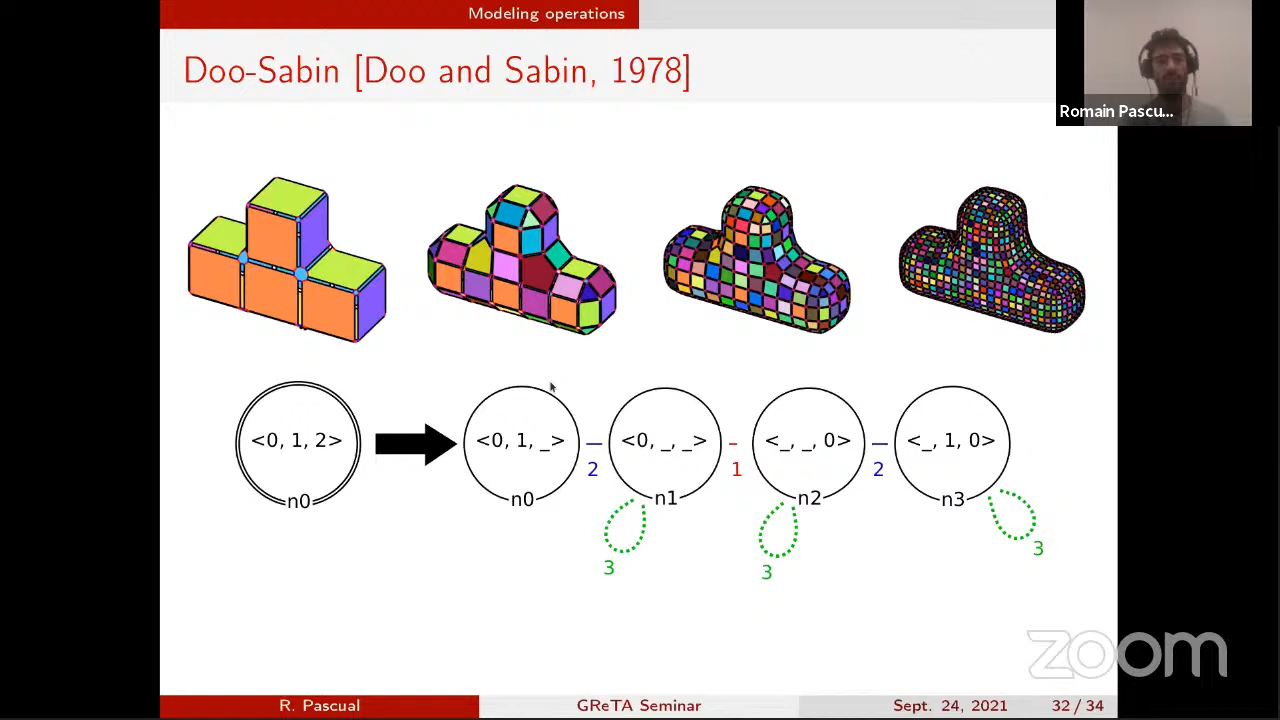 Modeling operations
Doo-Sabin [Doo and Sabin, 1978]
Romain Pascu...
<0, 1, 2>
n0
<0, 1, _>
n0
2
<0, _, _>
n1
3
1
<_, _, 0>
n2
3
2
<_, 1, 0>
n3
3
zoom
R. Pascual
GReTA Seminar
Sept. 24, 2021
32 / 34